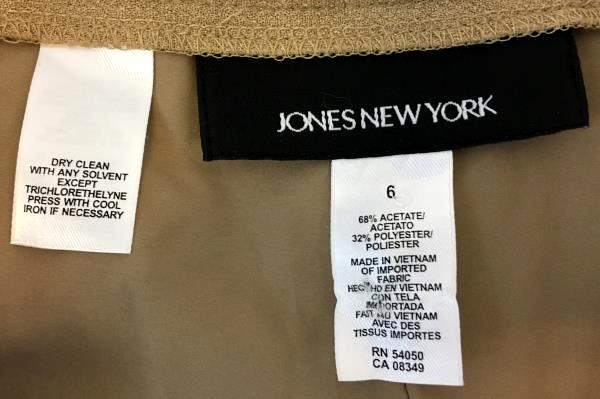 JONES NEW YORK
DRY CLEAN
WITH ANY SOLVENT
EXCEPT
TRICHLORETHELYNE
PRESS WITH COOL
IRON IF NECESSARY
6
68% ACETATE/
ACETATO
32% POLYESTER/
POLIESTER
MADE IN VIETNAM
OF IMPORTED
FABRIC
HECHO EN VIETNAM
CON TELA
IMPORTADA
FAIT AU VIETNAM
AVEC DES
TISSUS IMPORTES
RN 54050
CA 08349